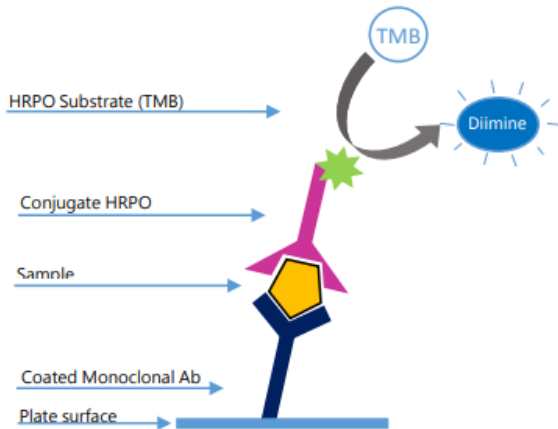 TMB
HRPO Substrate (TMB)
Diimine
Conjugate HRPO
Sample
Coated Monoclonal Ab
Plate surface